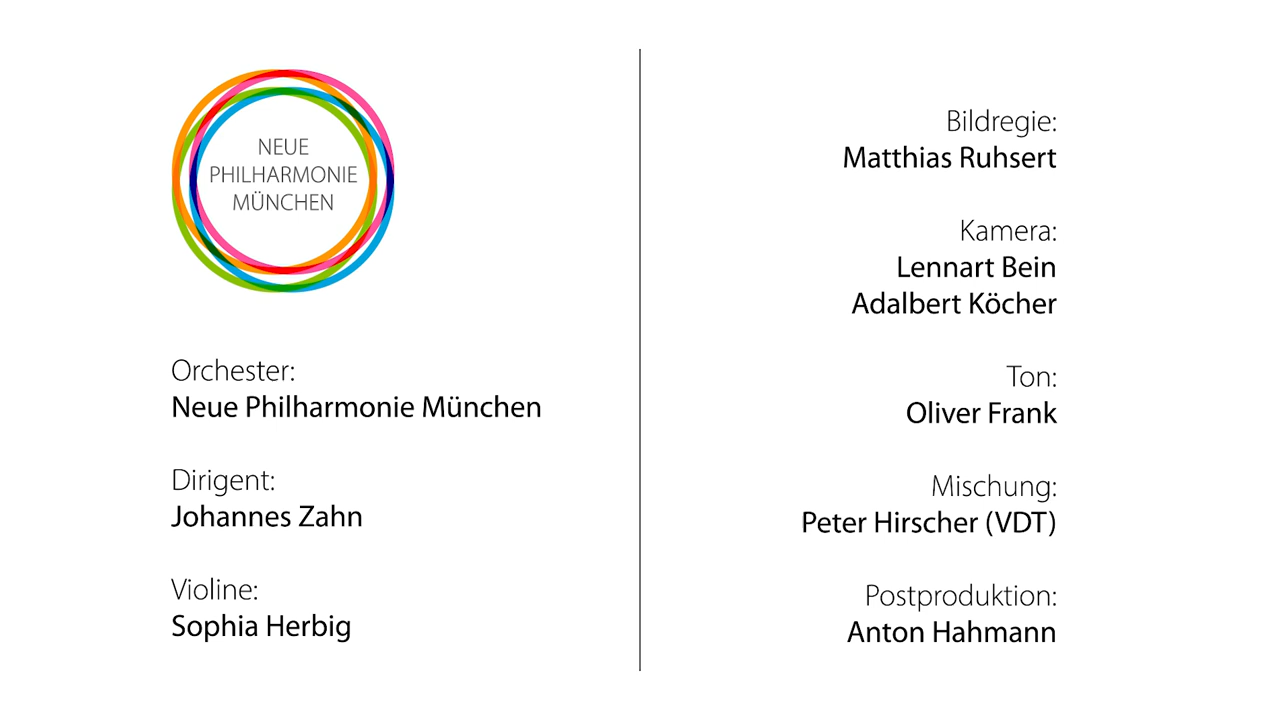 NEUE
PHILHARMONIE
MÜNCHEN
Orchester:
Neue Philharmonie München
Dirigent:
Johannes Zahn
Violine:
Sophia Herbig
Bildregie:
Matthias Ruhsert
Kamera:
Lennart Bein
Adalbert Köcher
Ton:
Oliver Frank
Mischung:
Peter Hirscher (VDT)
Postproduktion:
Anton Hahmann